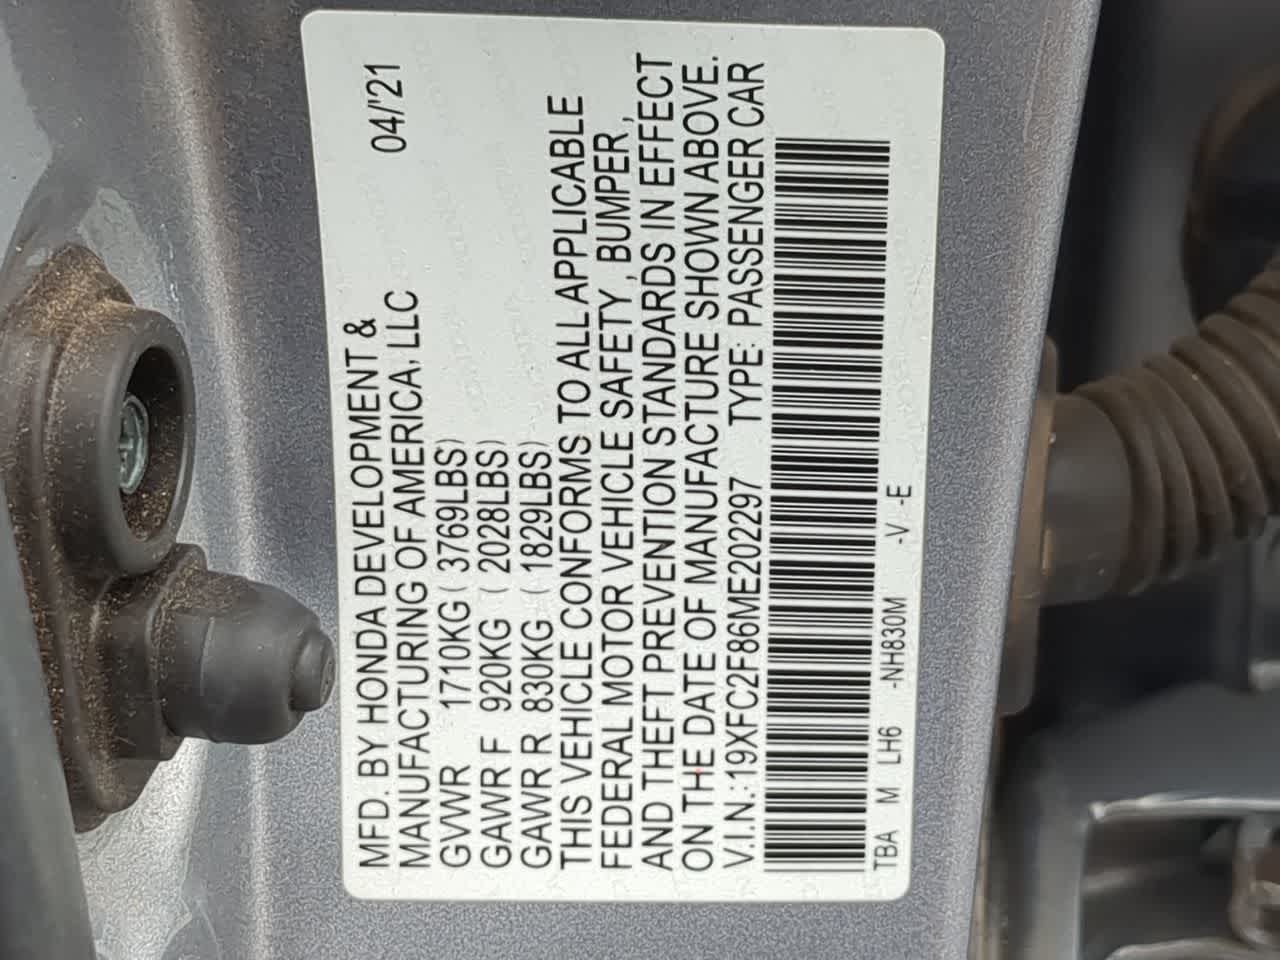 MFD. BY HONDA DEVELOPMENT &
MANUFACTURING OF AMERICA, LLC 04/'21
GVWR 1710KG ( 3769LBS)
GAWR F 920KG ( 2028LBS)
GAWR R 830KG ( 1829LBS)
THIS VEHICLE CONFORMS TO ALL APPLICABLE
FEDERAL MOTOR VEHICLE SAFETY , BUMPER ,
AND THEFT PREVENTION STANDARDS IN EFFECT
ON THE DATE OF MANUFACTURE SHOWN ABOVE.
V.I.N.:19XFC2F86ME202297 TYPE: PASSENGER CAR
TBA M LH6 -NH830M -V -E